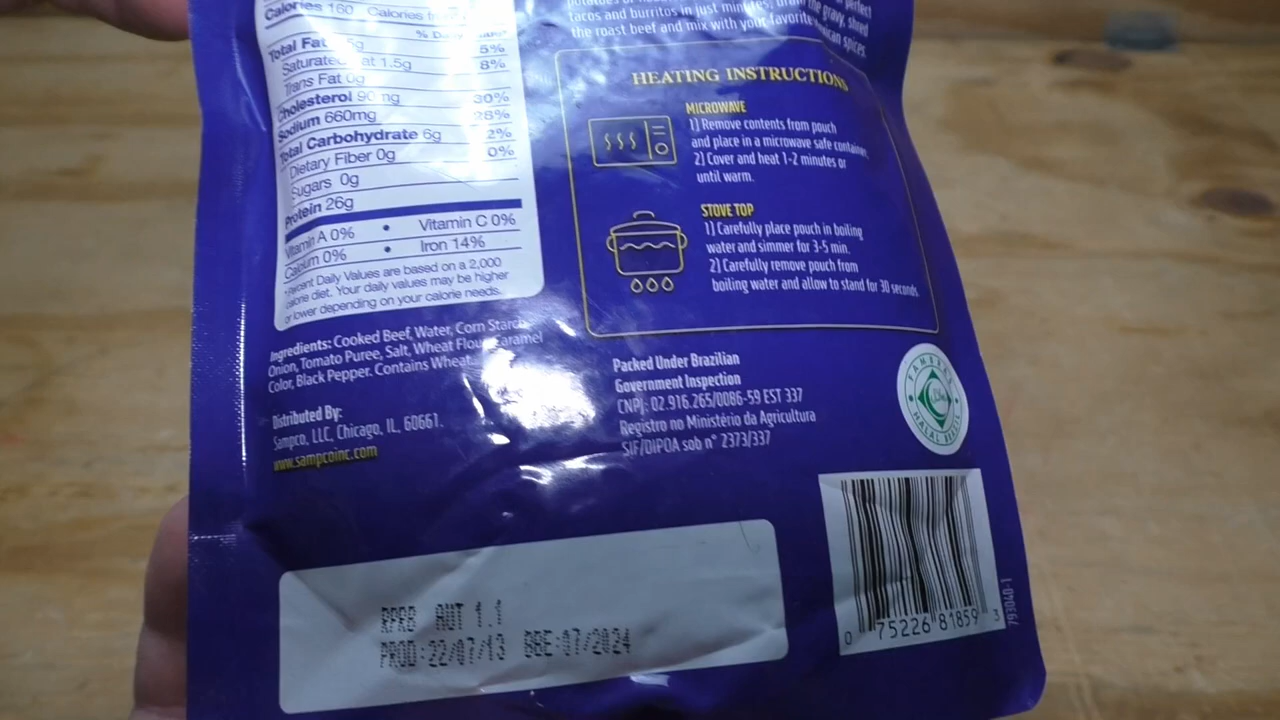 Calories 160 Calories
% D
Total Fat 5g 5%
Saturated Fat 1.5g 8%
Trans Fat 0g
Cholesterol 90mg 30%
Sodium 660mg 28%
Total Carbohydrate 6g 2%
Dietary Fiber 0g 0%
Sugars 0g
Protein 26g
Vitamin A 0% • Vitamin C 0%
Calcium 0% • Iron 14%
*Percent Daily Values are based on a 2,000
calorie diet. Your daily values may be higher
or lower depending on your calorie needs.
Ingredients: Cooked Beef, Water, Corn Starch
Onion, Tomato Puree, Salt, Wheat Flour, Caramel
Color, Black Pepper. Contains Wheat.
Distributed By:
Sampco, LLC, Chicago, IL, 60661.
www.sampcoinc.com
perfect
tacos and burritos in just minutes, drain the gravy, shred
the roast beef and mix with your favorite Mexican spices.
HEATING INSTRUCTIONS
MICROWAVE
1) Remove contents from pouch
and place in a microwave safe container
2) Cover and heat 1-2 minutes or
until warm.
STOVE TOP
1) Carefully place pouch in boiling
water and simmer for 3-5 min.
2) Carefully remove pouch from
boiling water and allow to stand for 30 seconds.
Packed Under Brazilian
Government Inspection
CNPJ: 02.916.265/0086-59 EST 337
Registro no Ministério da Agricultura
SIF/DIPOA sob n° 2373/337
HALAL
0 75226 81859 3
793040-1
RPRB AUT 1.1
PROD:22/07/13 BBE:07/2024